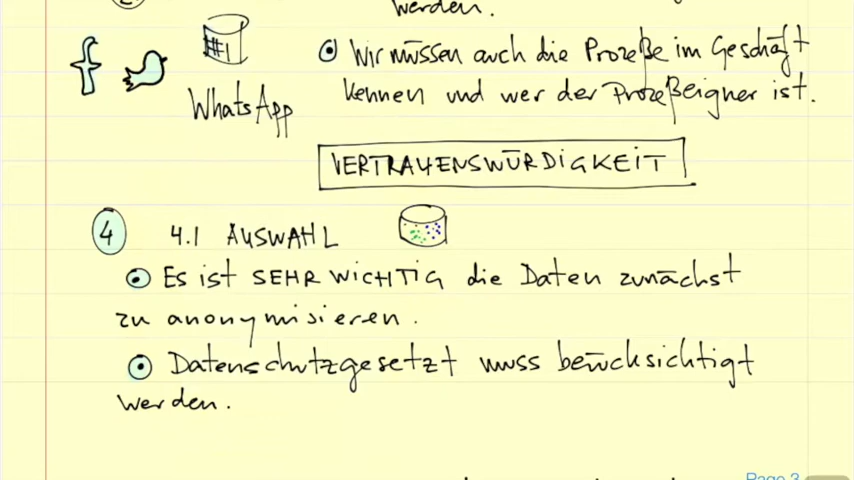 werden.
#1
WhatsApp
Wir müssen auch die Prozeße im Geschäft
kennen und wer der Prozeßeigner ist.
VERTRAUENSWÜRDIGKEIT
4 4.1 AUSWAHL
Es ist SEHR WICHTIG die Daten zunächst
zu anonymisieren.
Datenschutzgesetzt muss berücksichtigt
werden.
Page 3